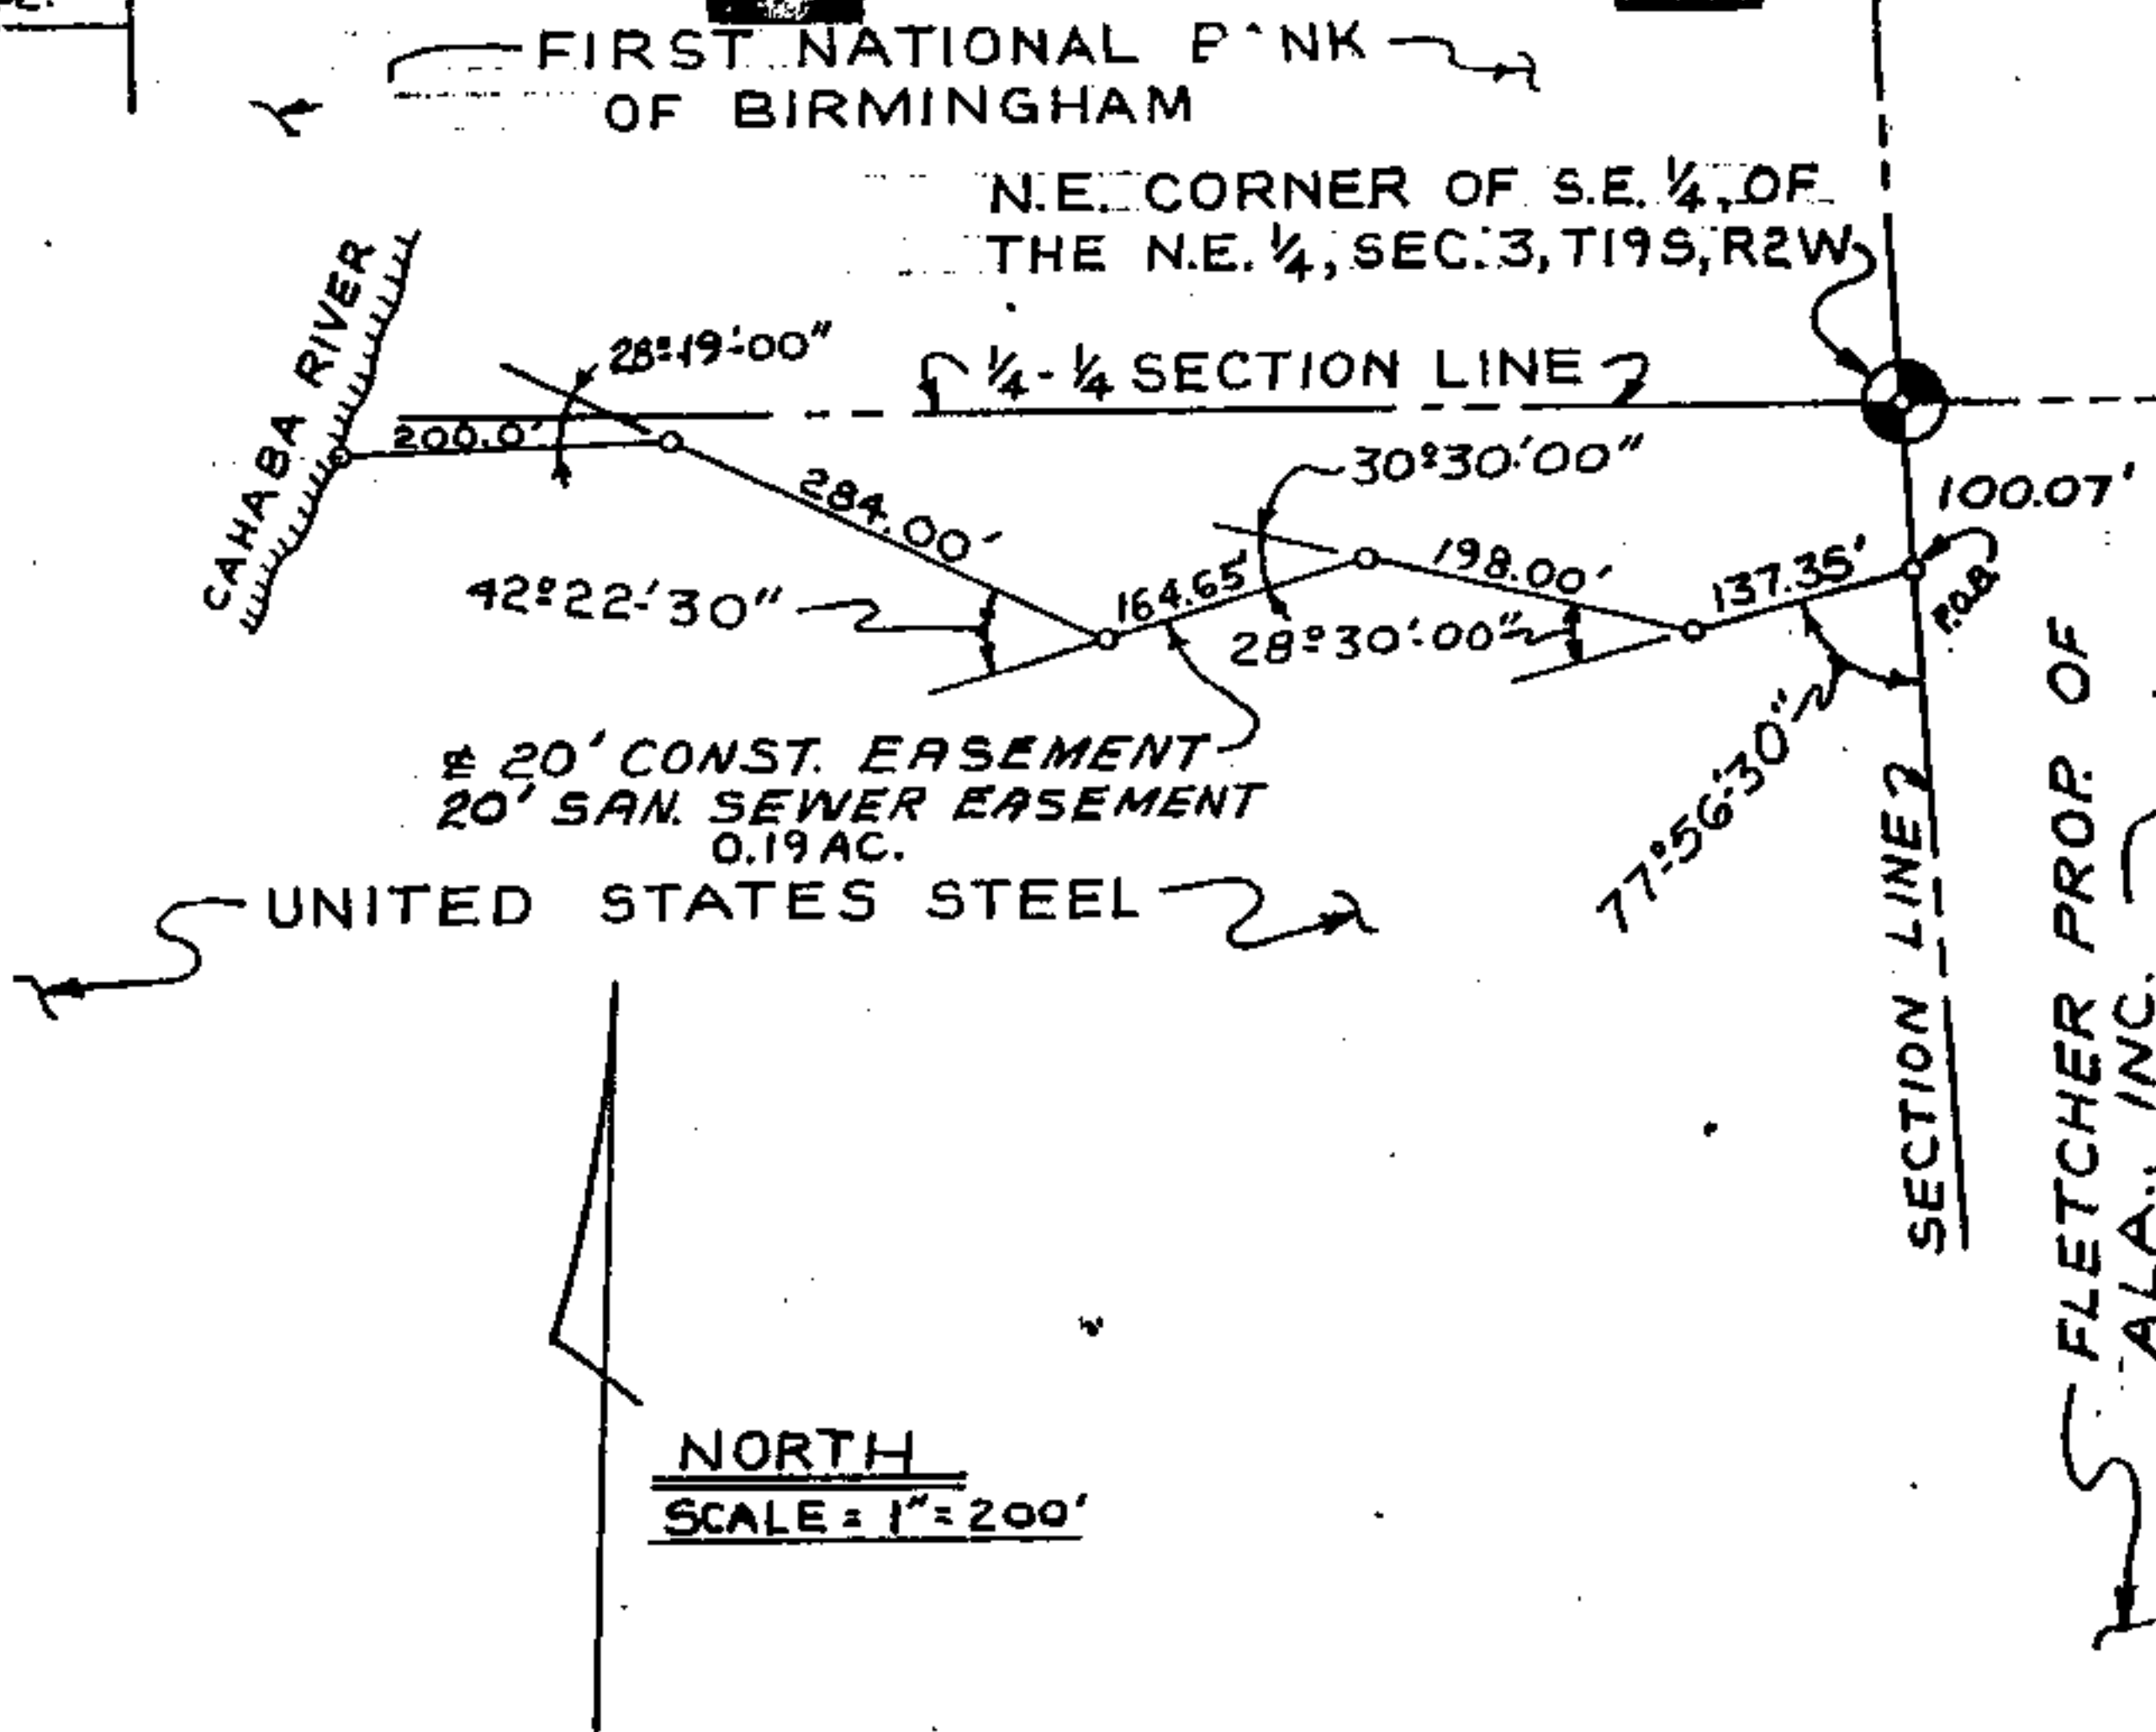 FIRST NATIONAL B NK
OF BIRMINGHAM
N.E. CORNER OF S.E. ¼, OF
THE N.E. ¼, SEC. 3, T19S, R2W
CAHABA RIVER
28°-19'-00"
¼-¼ SECTION LINE
200.0'
30°30'00"
100.07'
284.00'
198.00'
137.35'
P.O.B
42°22'30"
164.65'
28°30'00"
77°-56'-30"
& 20' CONST. EASEMENT
20' SAN. SEWER EASEMENT
0.19 AC.
UNITED STATES STEEL
SECTION LINE
FLETCHER PROP. OF
ALA., INC.
NORTH
SCALE = 1" = 200'